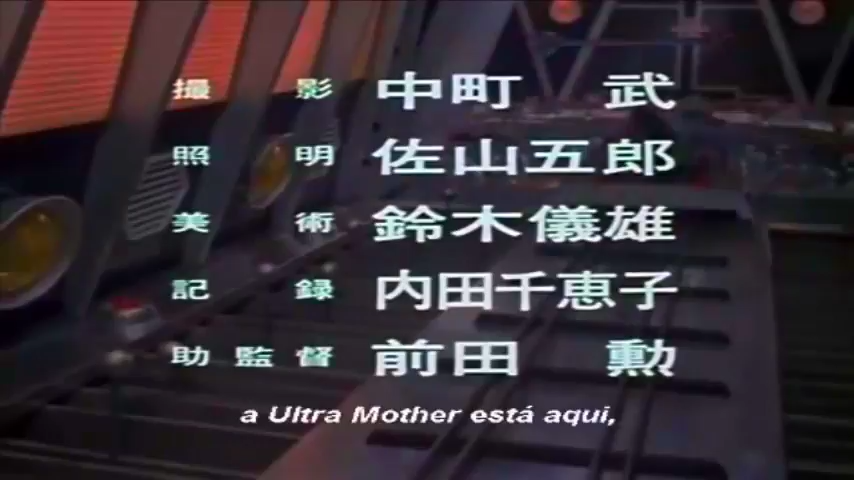 撮影 中町 武
照明 佐山五郎
美術 鈴木儀雄
記録 内田千恵子
助監督 前田 勲
a Ultra Mother está aqui,